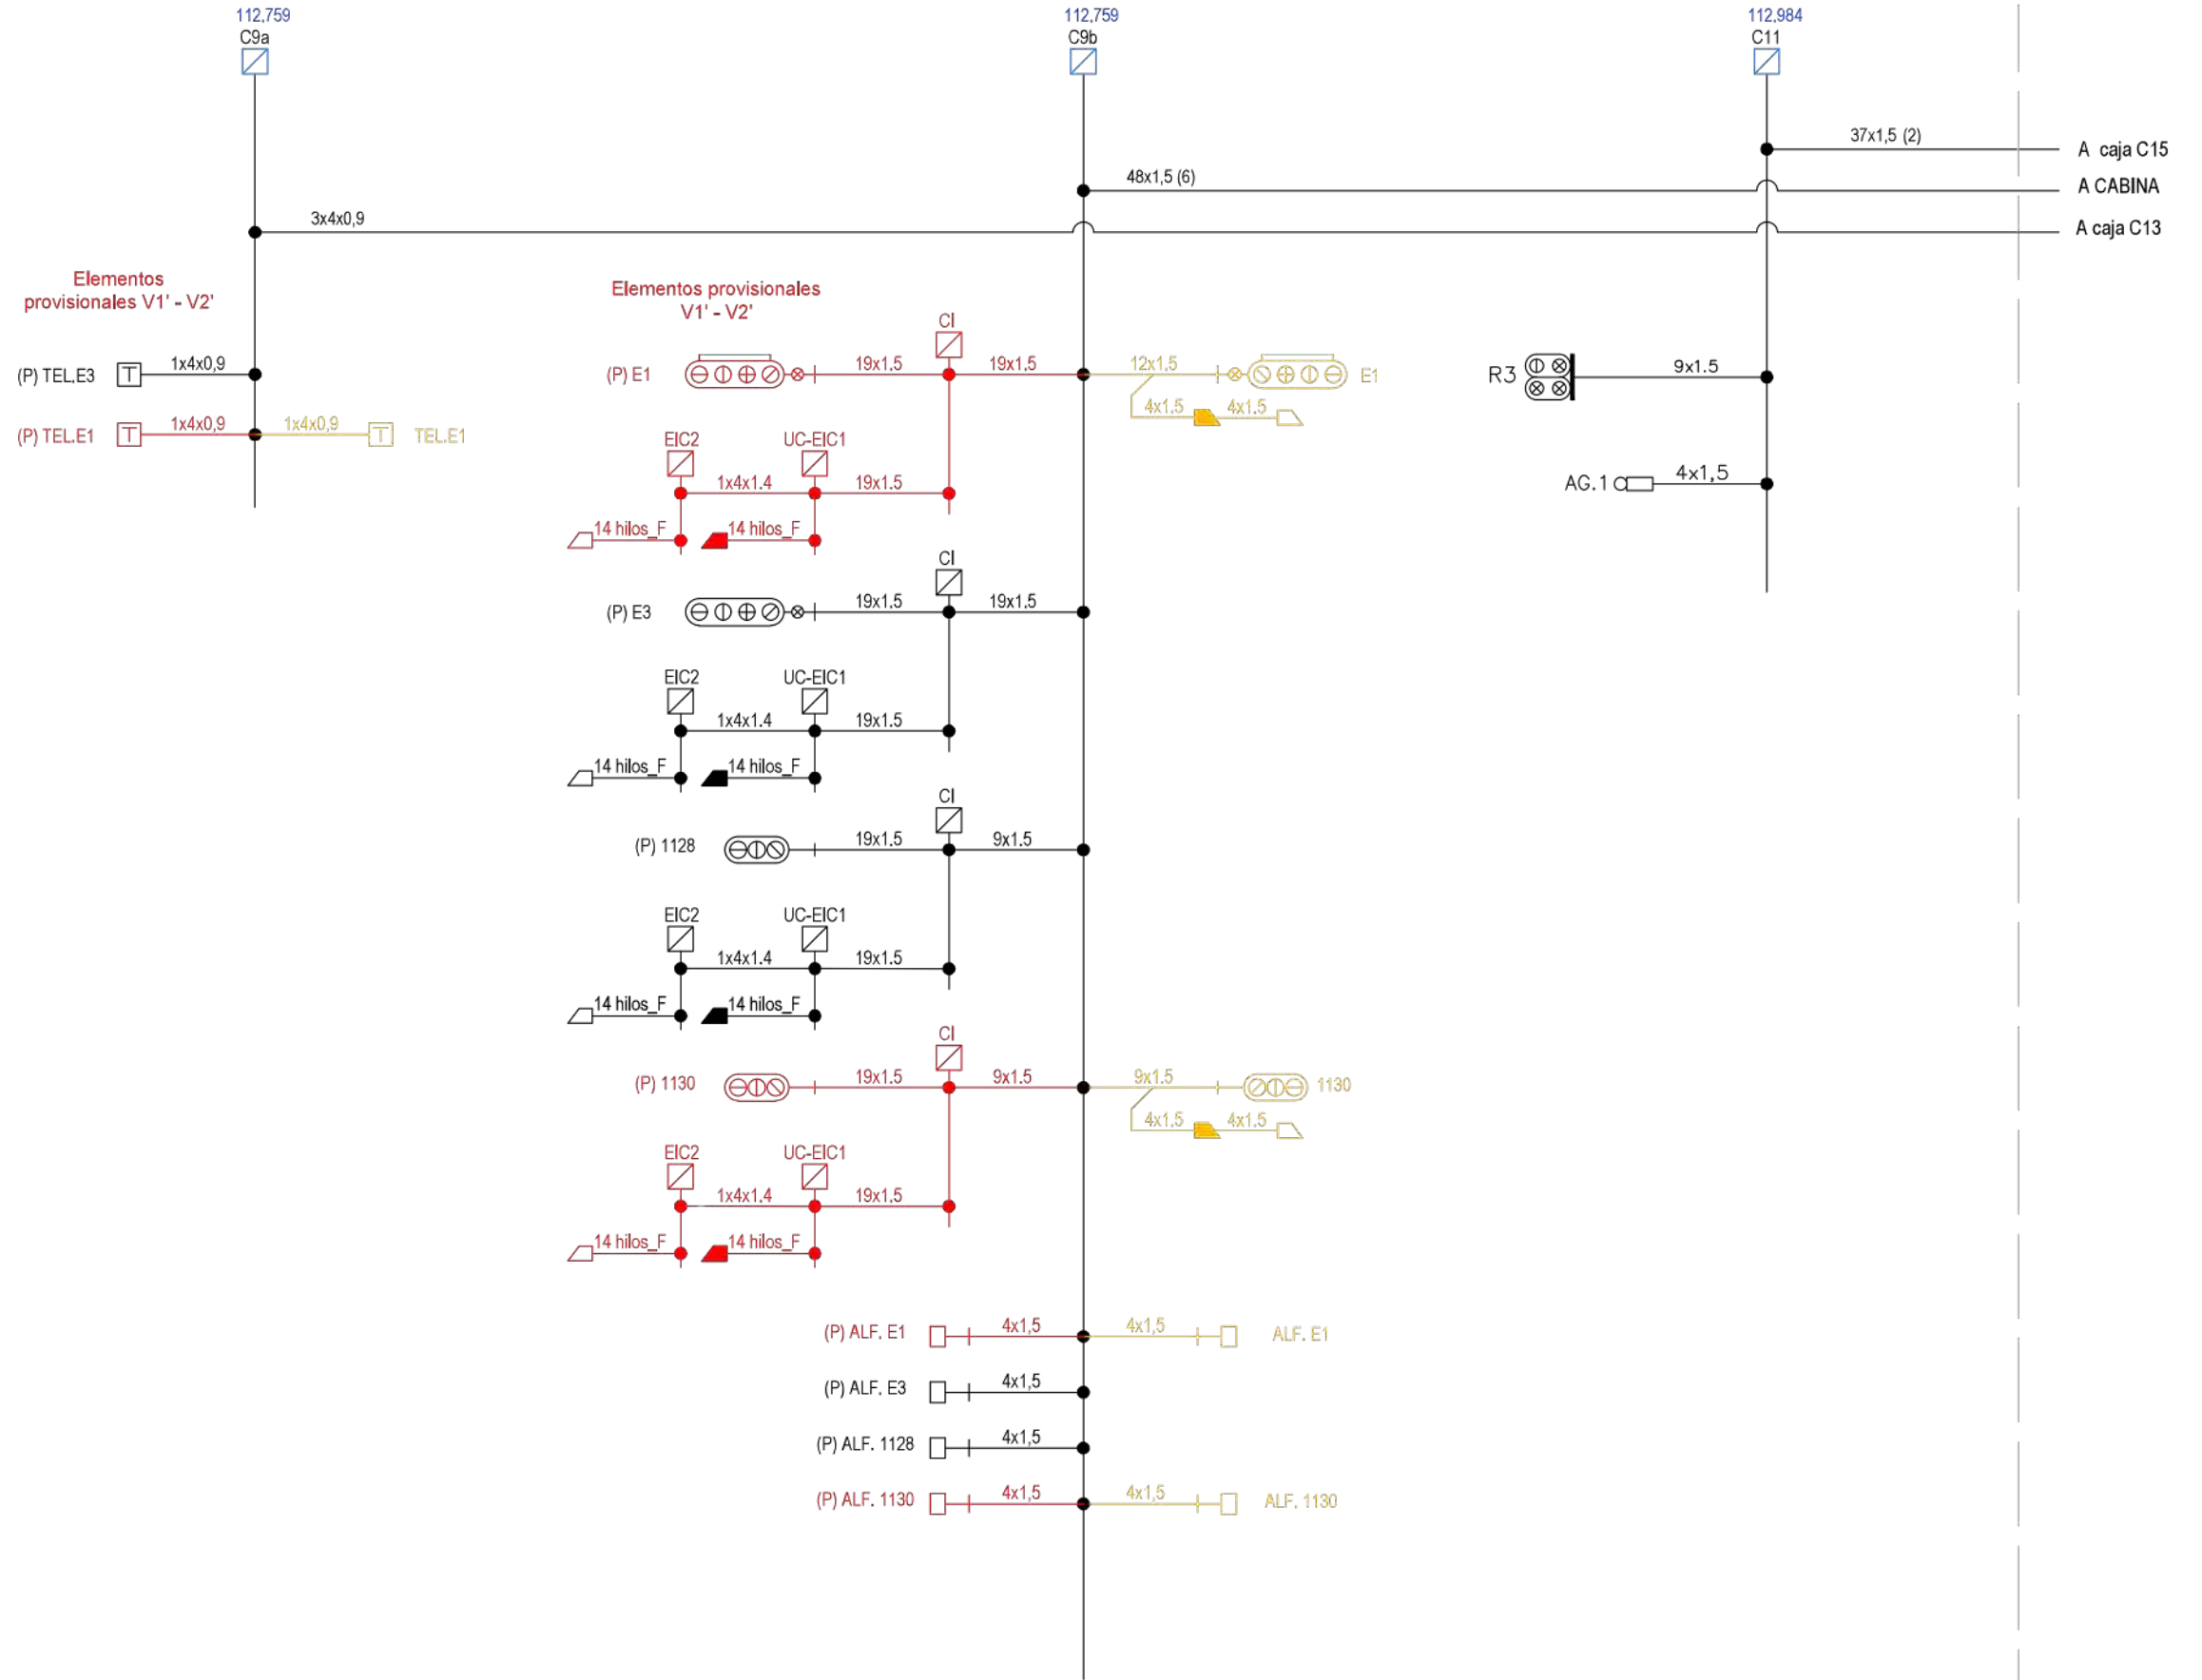 112,759
C9a
112,759
C9b
112,984
C11
37x1,5 (2)
A caja C15
48x1,5 (6)
A CABINA
3x4x0,9
A caja C13
Elementos
provisionales V1' - V2'
(P) TEL.E3
T
1x4x0,9
(P) TEL.E1
T
1x4x0,9
1x4x0,9
T
TEL.E1
Elementos provisionales
V1' - V2'
CI
(P) E1
19x1.5
19x1.5
12x1.5
E1
4x1.5
4x1.5
EIC2
UC-EIC1
1x4x1.4
19x1.5
14 hilos_F
14 hilos_F
CI
(P) E3
19x1.5
19x1.5
EIC2
UC-EIC1
1x4x1.4
19x1.5
14 hilos_F
14 hilos_F
CI
(P) 1128
19x1.5
9x1.5
EIC2
UC-EIC1
1x4x1.4
19x1.5
14 hilos_F
14 hilos_F
CI
(P) 1130
19x1.5
9x1.5
9x1.5
1130
4x1.5
4x1.5
EIC2
UC-EIC1
1x4x1.4
19x1.5
14 hilos_F
14 hilos_F
(P) ALF. E1
4x1,5
4x1,5
ALF. E1
(P) ALF. E3
4x1,5
(P) ALF. 1128
4x1,5
(P) ALF. 1130
4x1,5
4x1,5
ALF. 1130
R3
9x1.5
AG.1
4x1,5